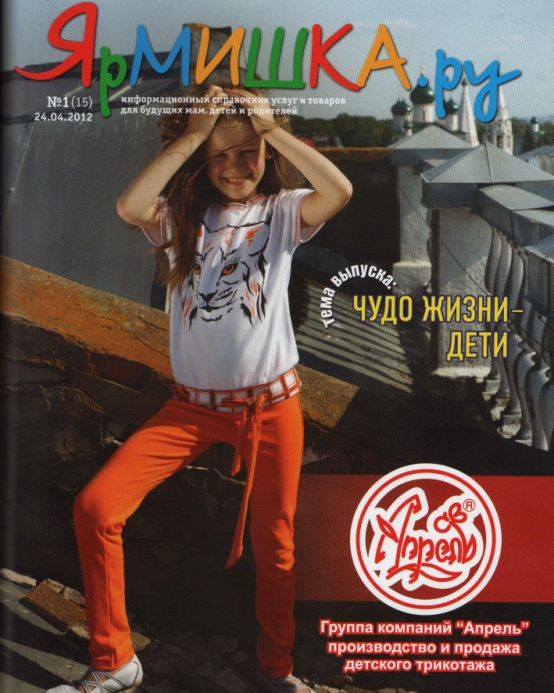 ЯрМИШКА.ру
№1(15)
24.04.2012
информационный справочник услуг и товаров
для будущих мам, детей и родителей
тема выпуска:
ЧУДО ЖИЗНИ–
ДЕТИ
Апрель®
Группа компаний "Апрель"
производство и продажа
детского трикотажа